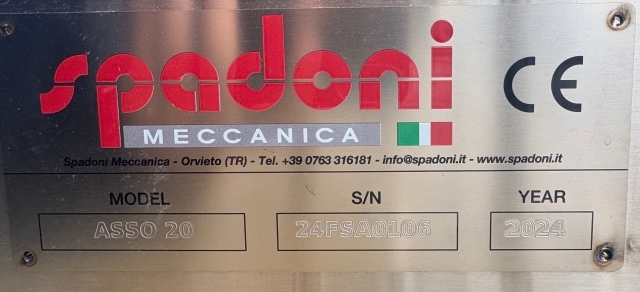 spadoni
MECCANICA
CE
Spadoni Meccanica - Orvieto (TR) - Tel. +39 0763 316181 - info@spadoni.it - www.spadoni.it
MODEL S/N YEAR
ASSO 20 24FSA0106 2024